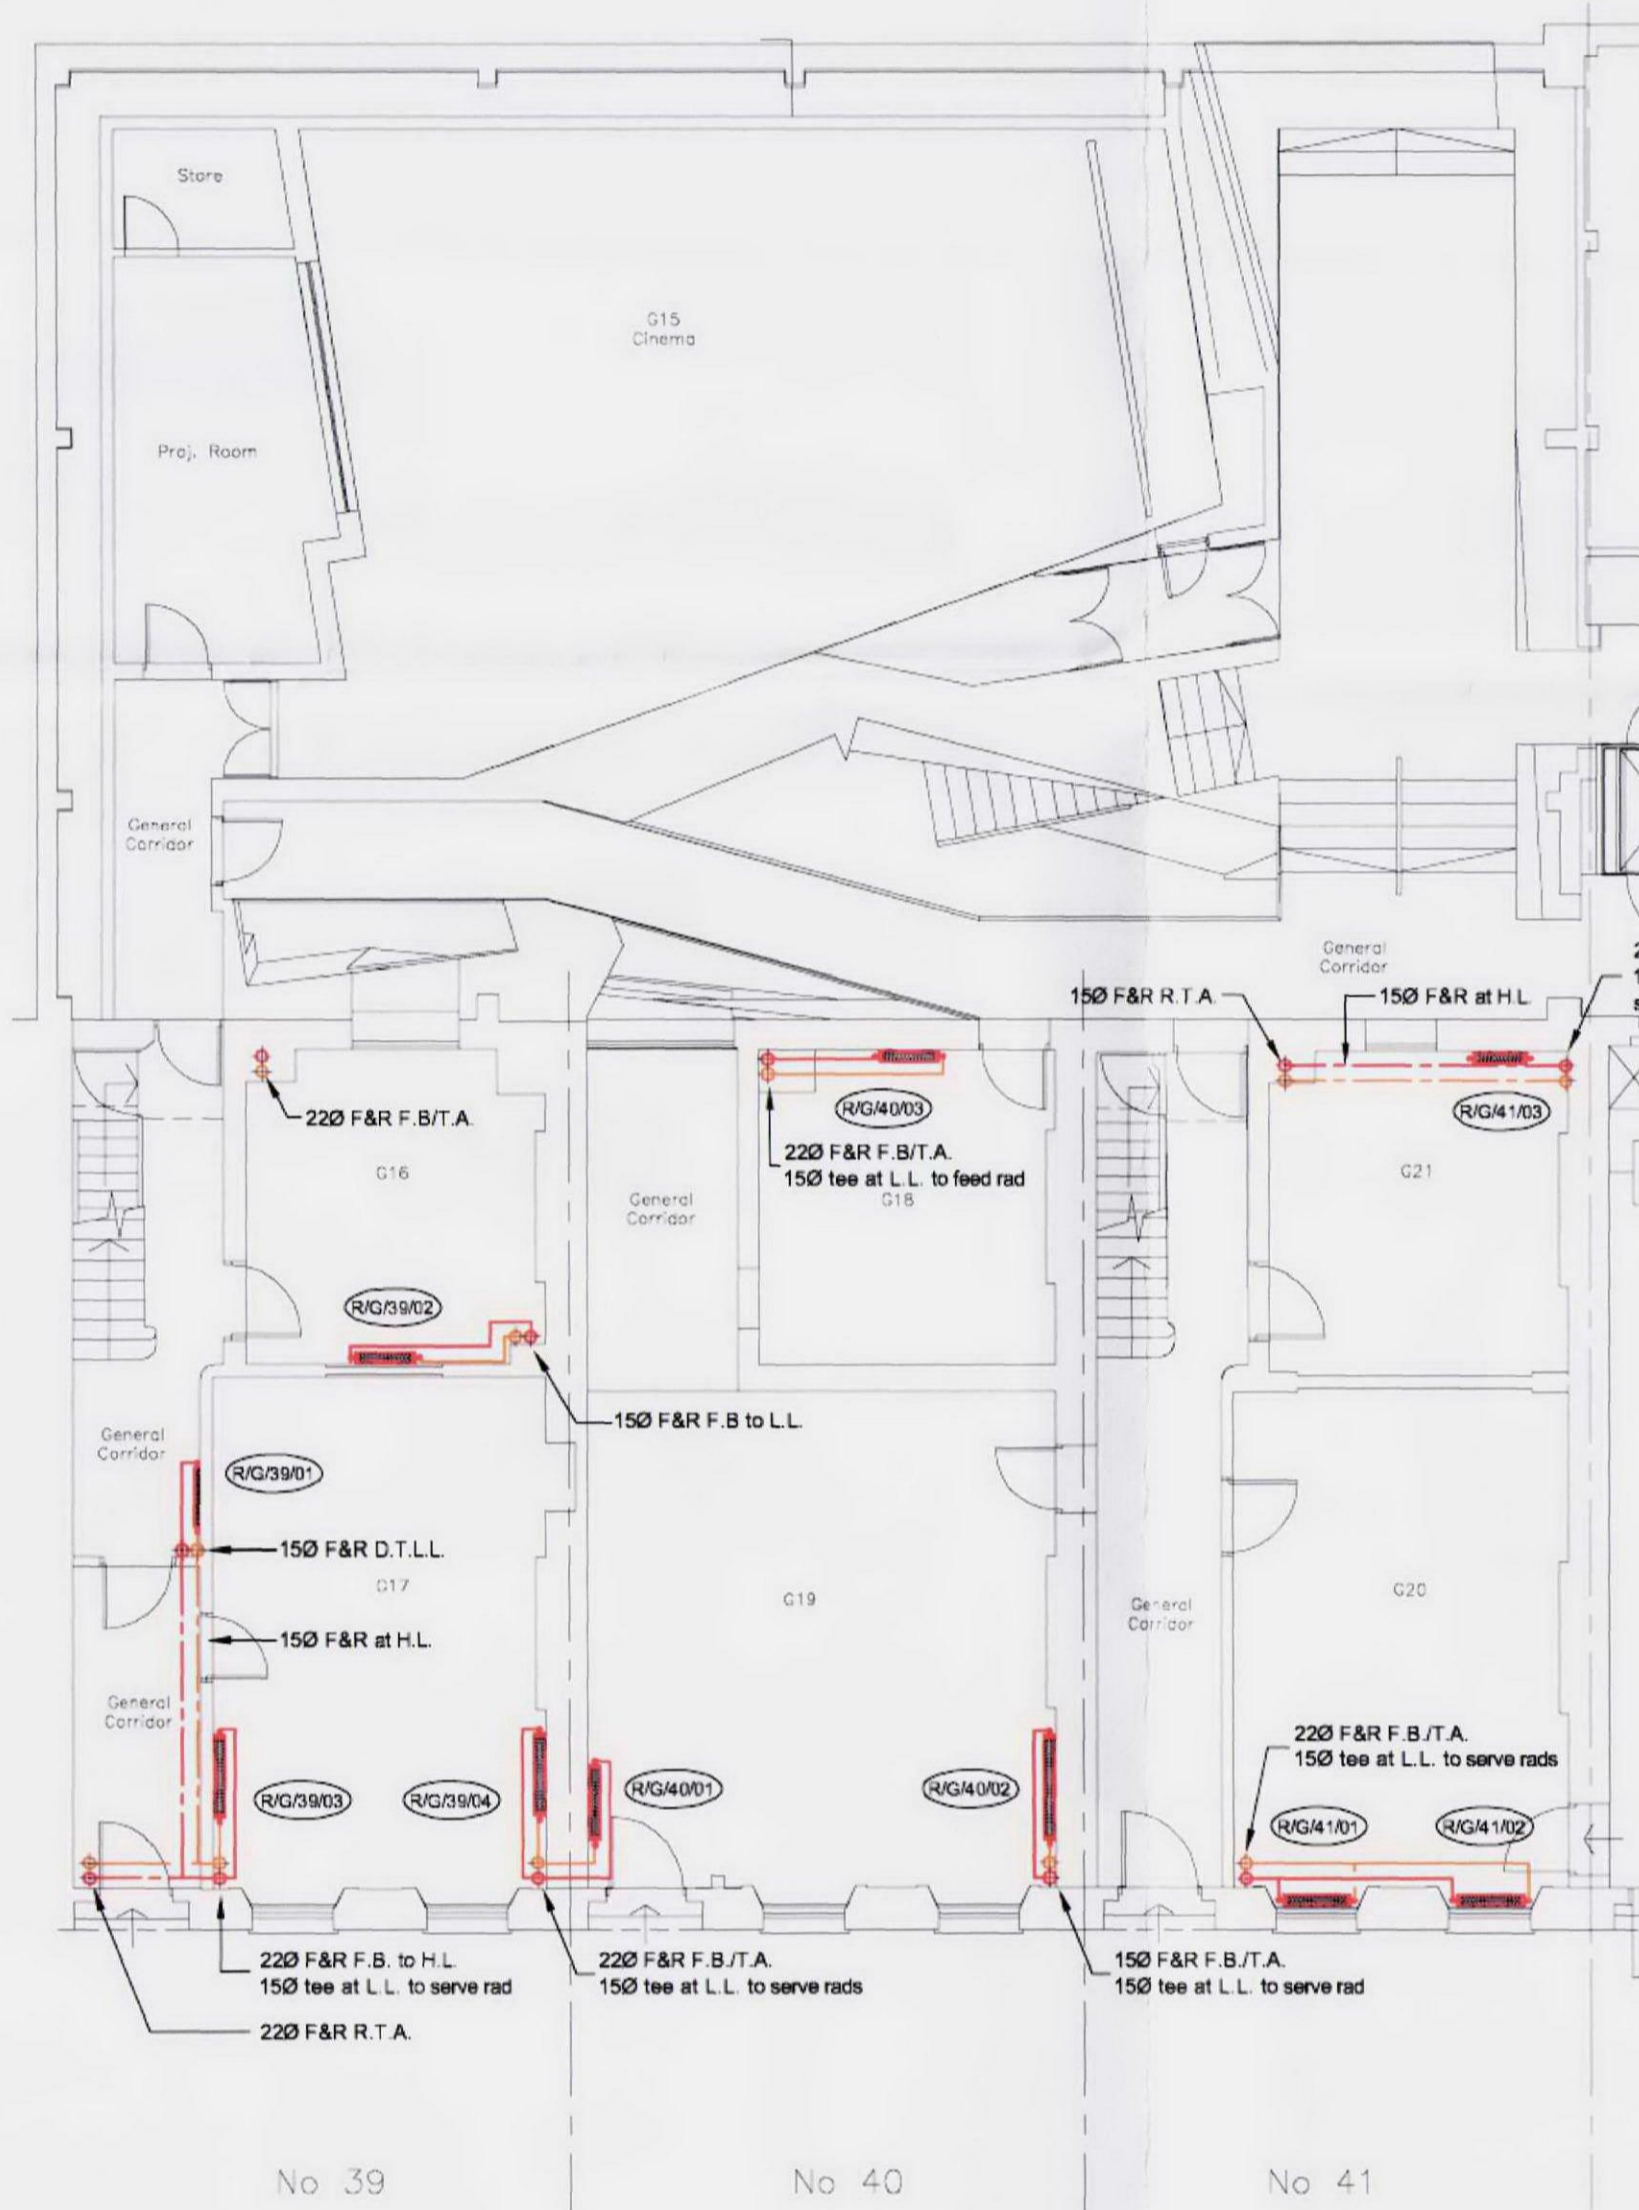 Store
G15
Cinema
Proj. Room
General
Corridor
General
Corridor
2
1
s
15Ø F&R R.T.A.
15Ø F&R at H.L.
22Ø F&R F.B/T.A.
R/G/40/03
R/G/41/03
22Ø F&R F.B/T.A.
15Ø tee at L.L. to feed rad
G16
G18
G21
General
Corridor
R/G/39/02
15Ø F&R F.B to L.L.
General
Corridor
R/G/39/01
15Ø F&R D.T.L.L.
G17
G19
G20
General
Corridor
15Ø F&R at H.L.
General
Corridor
22Ø F&R F.B./T.A.
15Ø tee at L.L. to serve rads
R/G/39/03
R/G/39/04
R/G/40/01
R/G/40/02
R/G/41/01
R/G/41/02
22Ø F&R F.B. to H.L.
15Ø tee at L.L. to serve rad
22Ø F&R F.B./T.A.
15Ø tee at L.L. to serve rads
15Ø F&R F.B./T.A.
15Ø tee at L.L. to serve rad
22Ø F&R R.T.A.
No 39
No 40
No 41